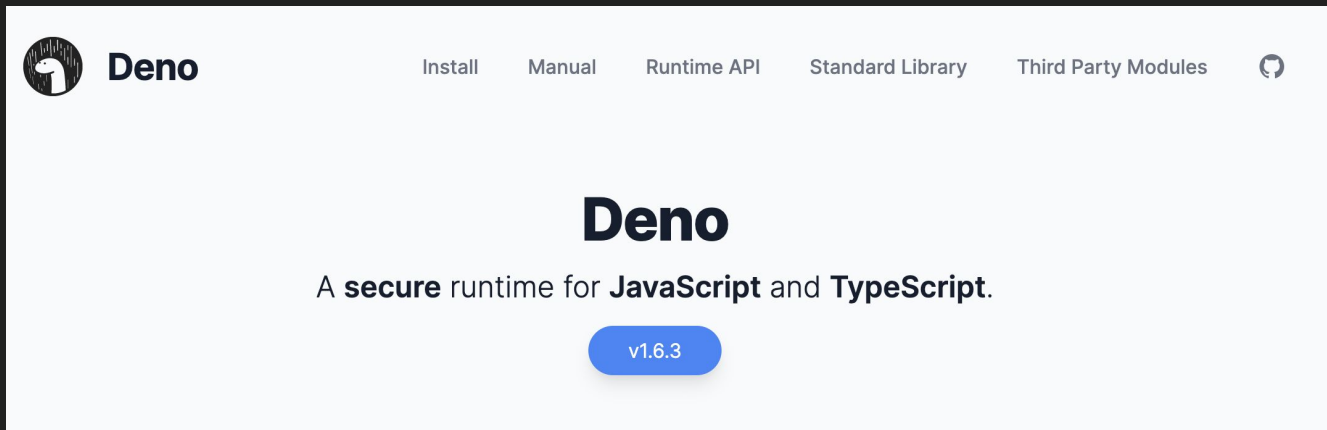 Deno Install Manual Runtime API Standard Library Third Party Modules
Deno
A secure runtime for JavaScript and TypeScript.
v1.6.3